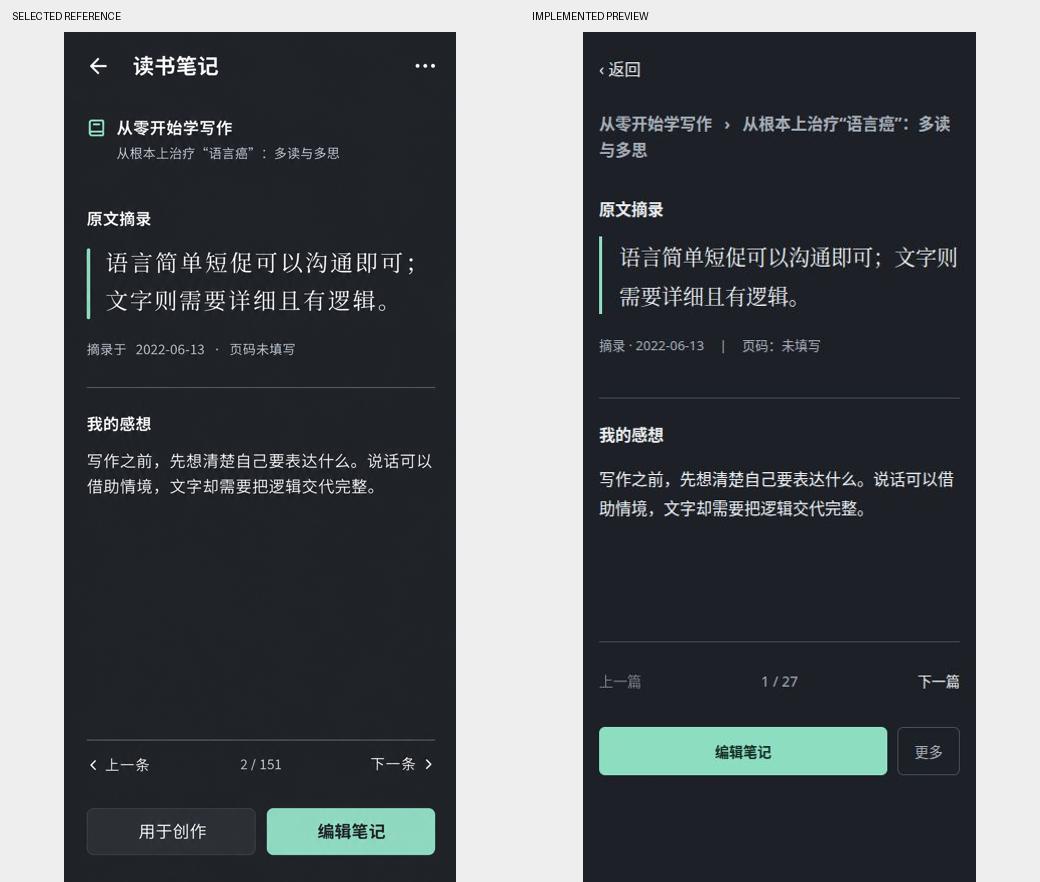 SELECTED REFERENCE
读书笔记
从零开始学写作
从根本上治疗“语言癌”：多读与多思
原文摘录
语言简单短促可以沟通即可；
文字则需要详细且有逻辑。
摘录于 2022-06-13 · 页码未填写
我的感想
写作之前，先想清楚自己要表达什么。说话可以
借助情境，文字却需要把逻辑交代完整。
上一条 2 / 151 下一条
用于创作 编辑笔记
IMPLEMENTED PREVIEW
‹ 返回
从零开始学写作 › 从根本上治疗“语言癌”：多读
与多思
原文摘录
语言简单短促可以沟通即可；文字则
需要详细且有逻辑。
摘录 · 2022-06-13 | 页码：未填写
我的感想
写作之前，先想清楚自己要表达什么。说话可以借
助情境，文字却需要把逻辑交代完整。
上一篇 1 / 27 下一篇
编辑笔记 更多